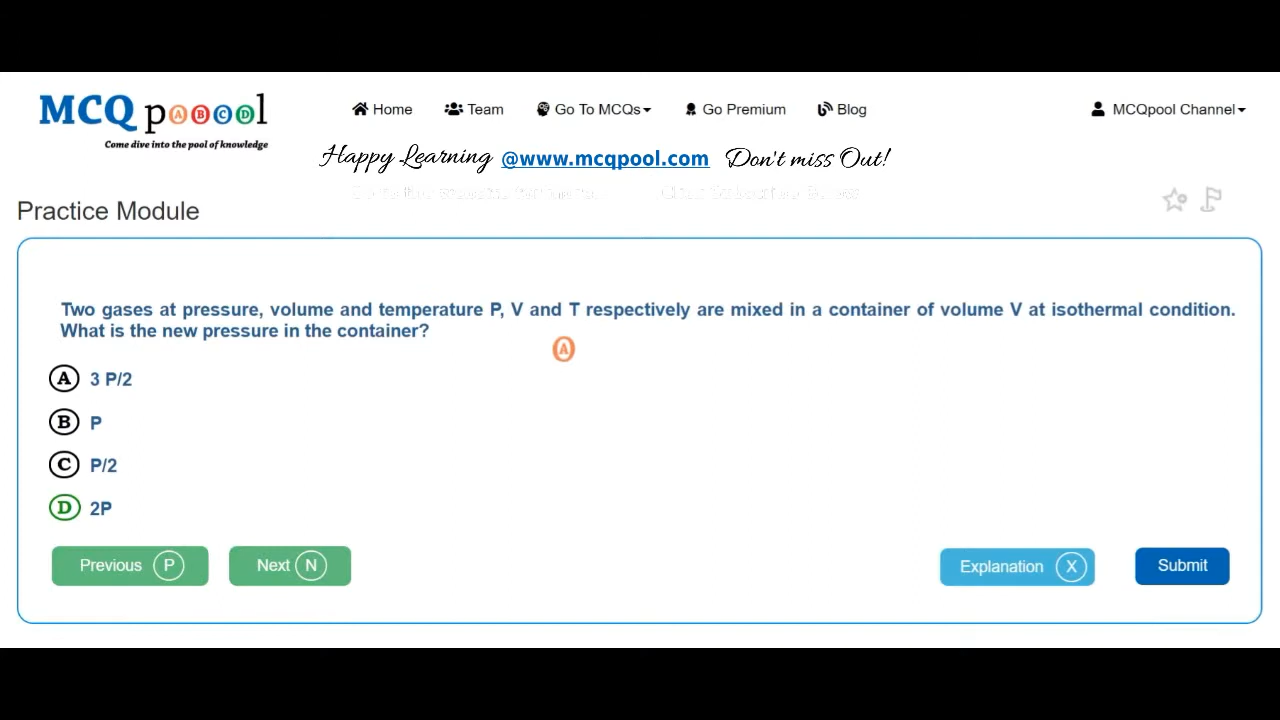 MCQ pABCDl
Come dive into the pool of knowledge
Home Team Go To MCQs Go Premium Blog MCQpool Channel
Happy Learning @www.mcqpool.com Don't miss Out!
Practice Module
Two gases at pressure, volume and temperature P, V and T respectively are mixed in a container of volume V at isothermal condition.
What is the new pressure in the container?
A
A 3 P/2
B P
C P/2
D 2P
Previous P Next N Explanation X Submit